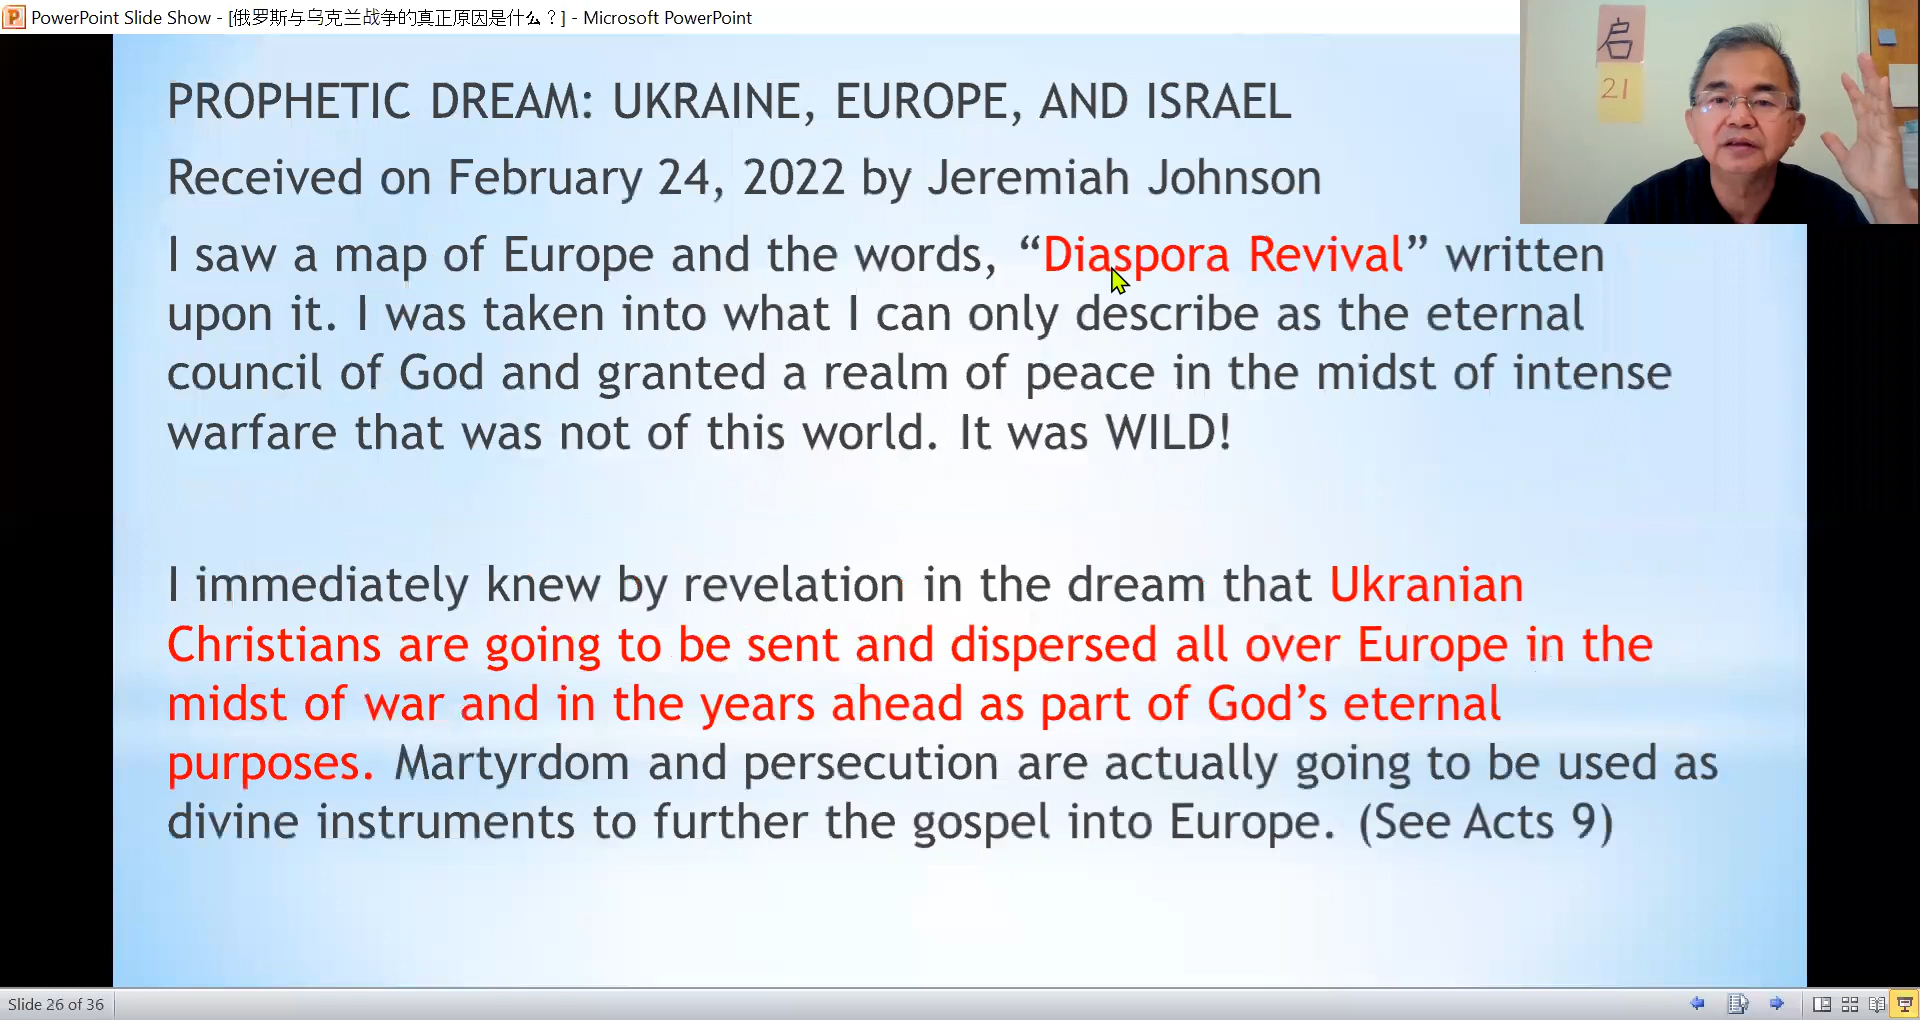 PowerPoint Slide Show - [俄罗斯与乌克兰战争的真正原因是什么？] - Microsoft PowerPoint
启
21
PROPHETIC DREAM: UKRAINE, EUROPE, AND ISRAEL
Received on February 24, 2022 by Jeremiah Johnson
I saw a map of Europe and the words, “Diaspora Revival” written
upon it. I was taken into what I can only describe as the eternal
council of God and granted a realm of peace in the midst of intense
warfare that was not of this world. It was WILD!
I immediately knew by revelation in the dream that Ukranian
Christians are going to be sent and dispersed all over Europe in the
midst of war and in the years ahead as part of God’s eternal
purposes. Martyrdom and persecution are actually going to be used as
divine instruments to further the gospel into Europe. (See Acts 9)
Slide 26 of 36